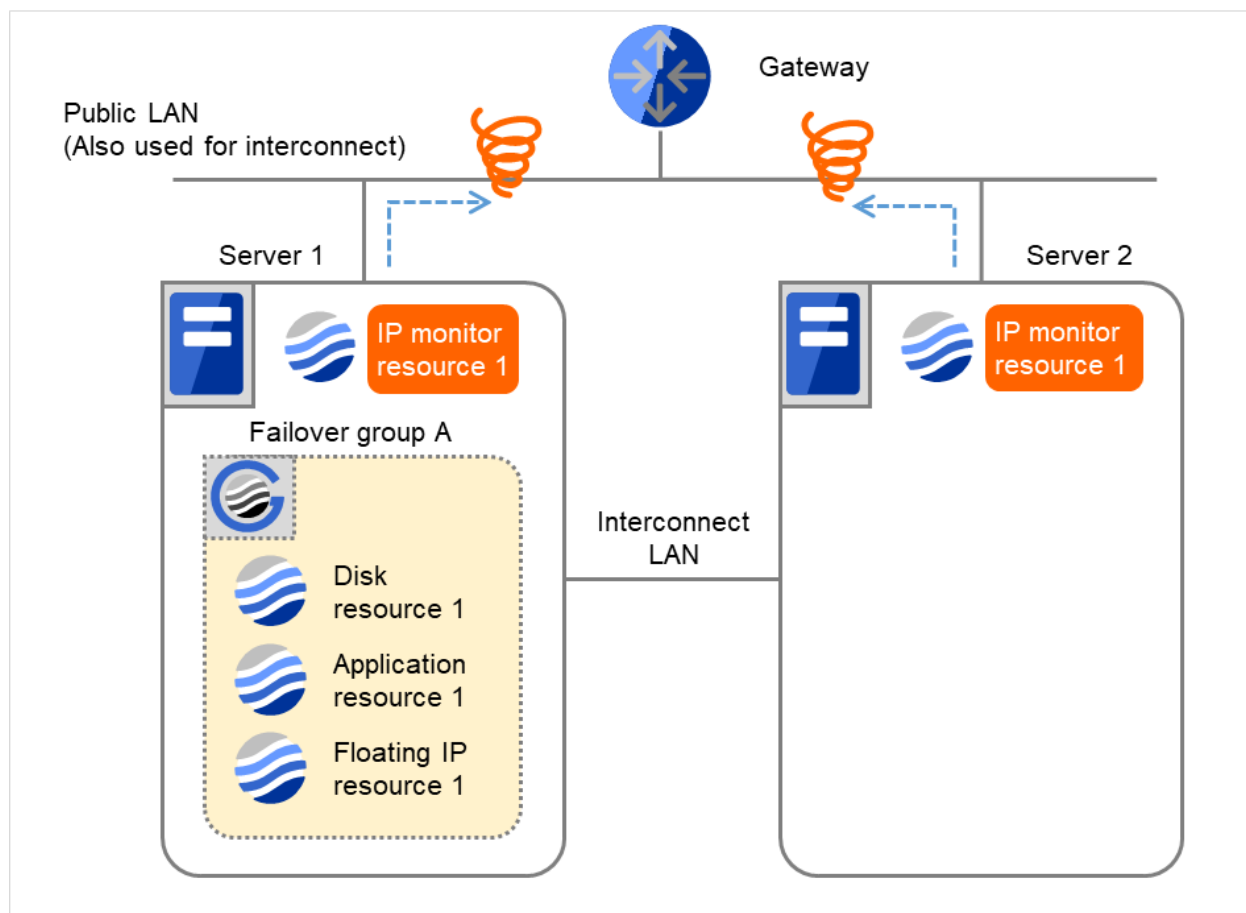 Gateway
Public LAN
(Also used for interconnect)
Server 1
Server 2
IP monitor
resource 1
IP monitor
resource 1
Failover group A
Interconnect
LAN
Disk
resource 1
Application
resource 1
Floating IP
resource 1